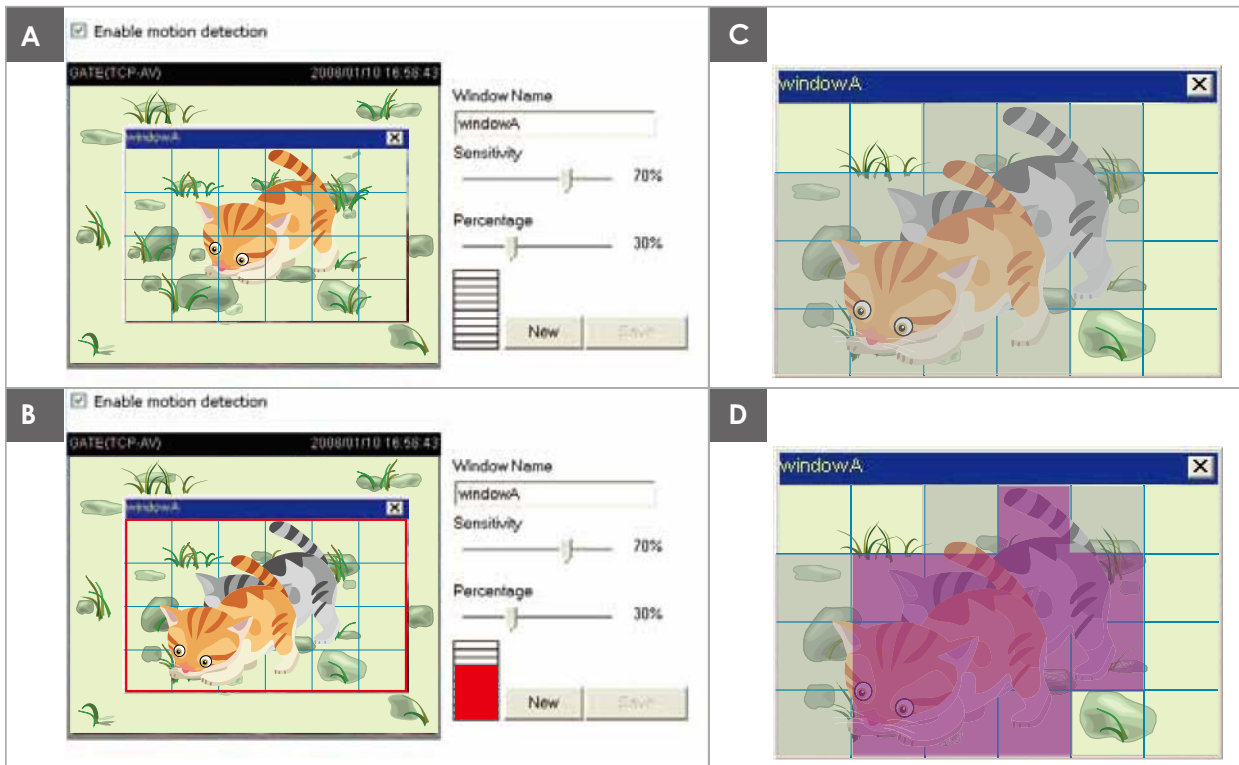 A
Enable motion detection
GATE(TCP-AV) 2008/01/10 16:58:43
windowA
Window Name
windowA
Sensitivity
70%
Percentage
30%
New Save
C
windowA
B
Enable motion detection
GATE(TCP-AV) 2008/01/10 16:58:43
windowA
Window Name
windowA
Sensitivity
70%
Percentage
30%
New Save
D
windowA